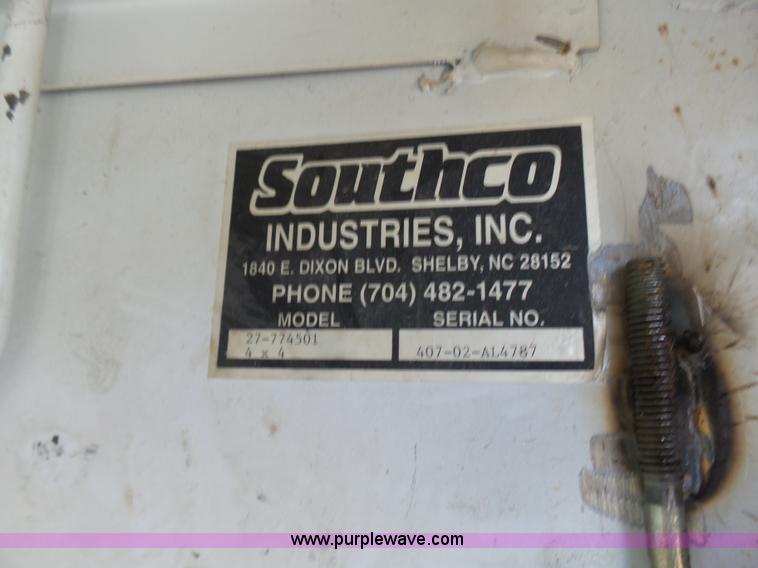 Southco
INDUSTRIES, INC.
1840 E. DIXON BLVD. SHELBY, NC 28152
PHONE (704) 482-1477
MODEL SERIAL NO.
27-774501
4 x 4 407-02-AL4787
www.purplewave.com